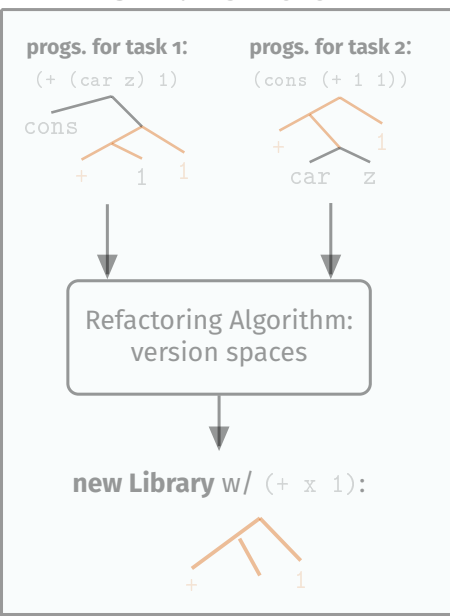 progs. for task 1: progs. for task 2:
(+ (car z) 1) (cons (+ 1 1))
cons + 1 1
+ car z 1
Refactoring Algorithm:
version spaces
new Library w/ (+ x 1):
+ 1